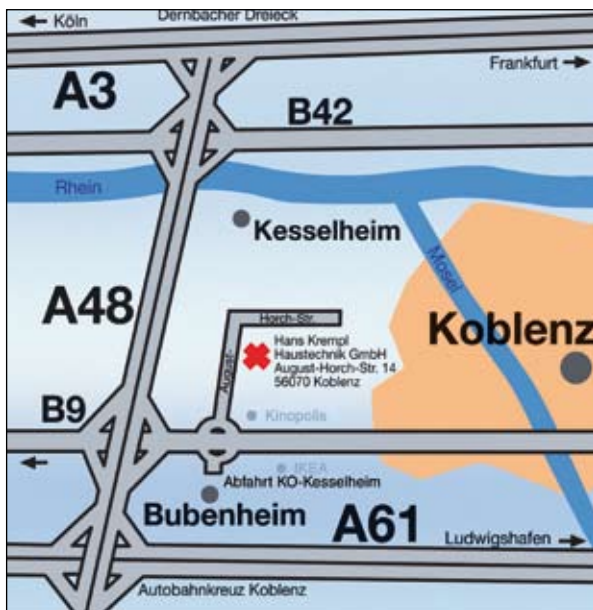 Köln
Dernbacher Dreieck
A3
Frankfurt
B42
Rhein
Kesselheim
Mosel
A48
Horch-Str.
August-
Koblenz
Hans Krempl
Haustechnik GmbH
August-Horch-Str. 14
56070 Koblenz
B9
Kinopolis
IKEA
Abfahrt KO-Kesselheim
Bubenheim
A61
Ludwigshafen
Autobahnkreuz Koblenz